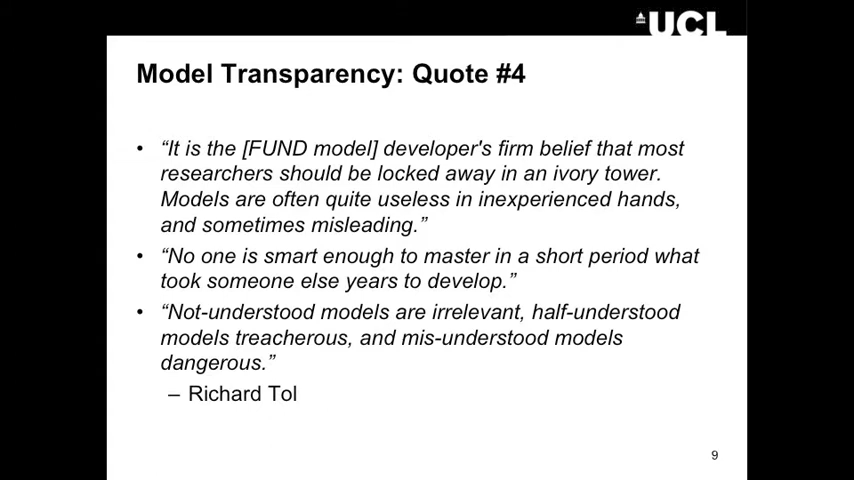 UCL
Model Transparency: Quote #4
• “It is the [FUND model] developer's firm belief that most
researchers should be locked away in an ivory tower.
Models are often quite useless in inexperienced hands,
and sometimes misleading.”
• “No one is smart enough to master in a short period what
took someone else years to develop.”
• “Not-understood models are irrelevant, half-understood
models treacherous, and mis-understood models
dangerous.”
– Richard Tol
9